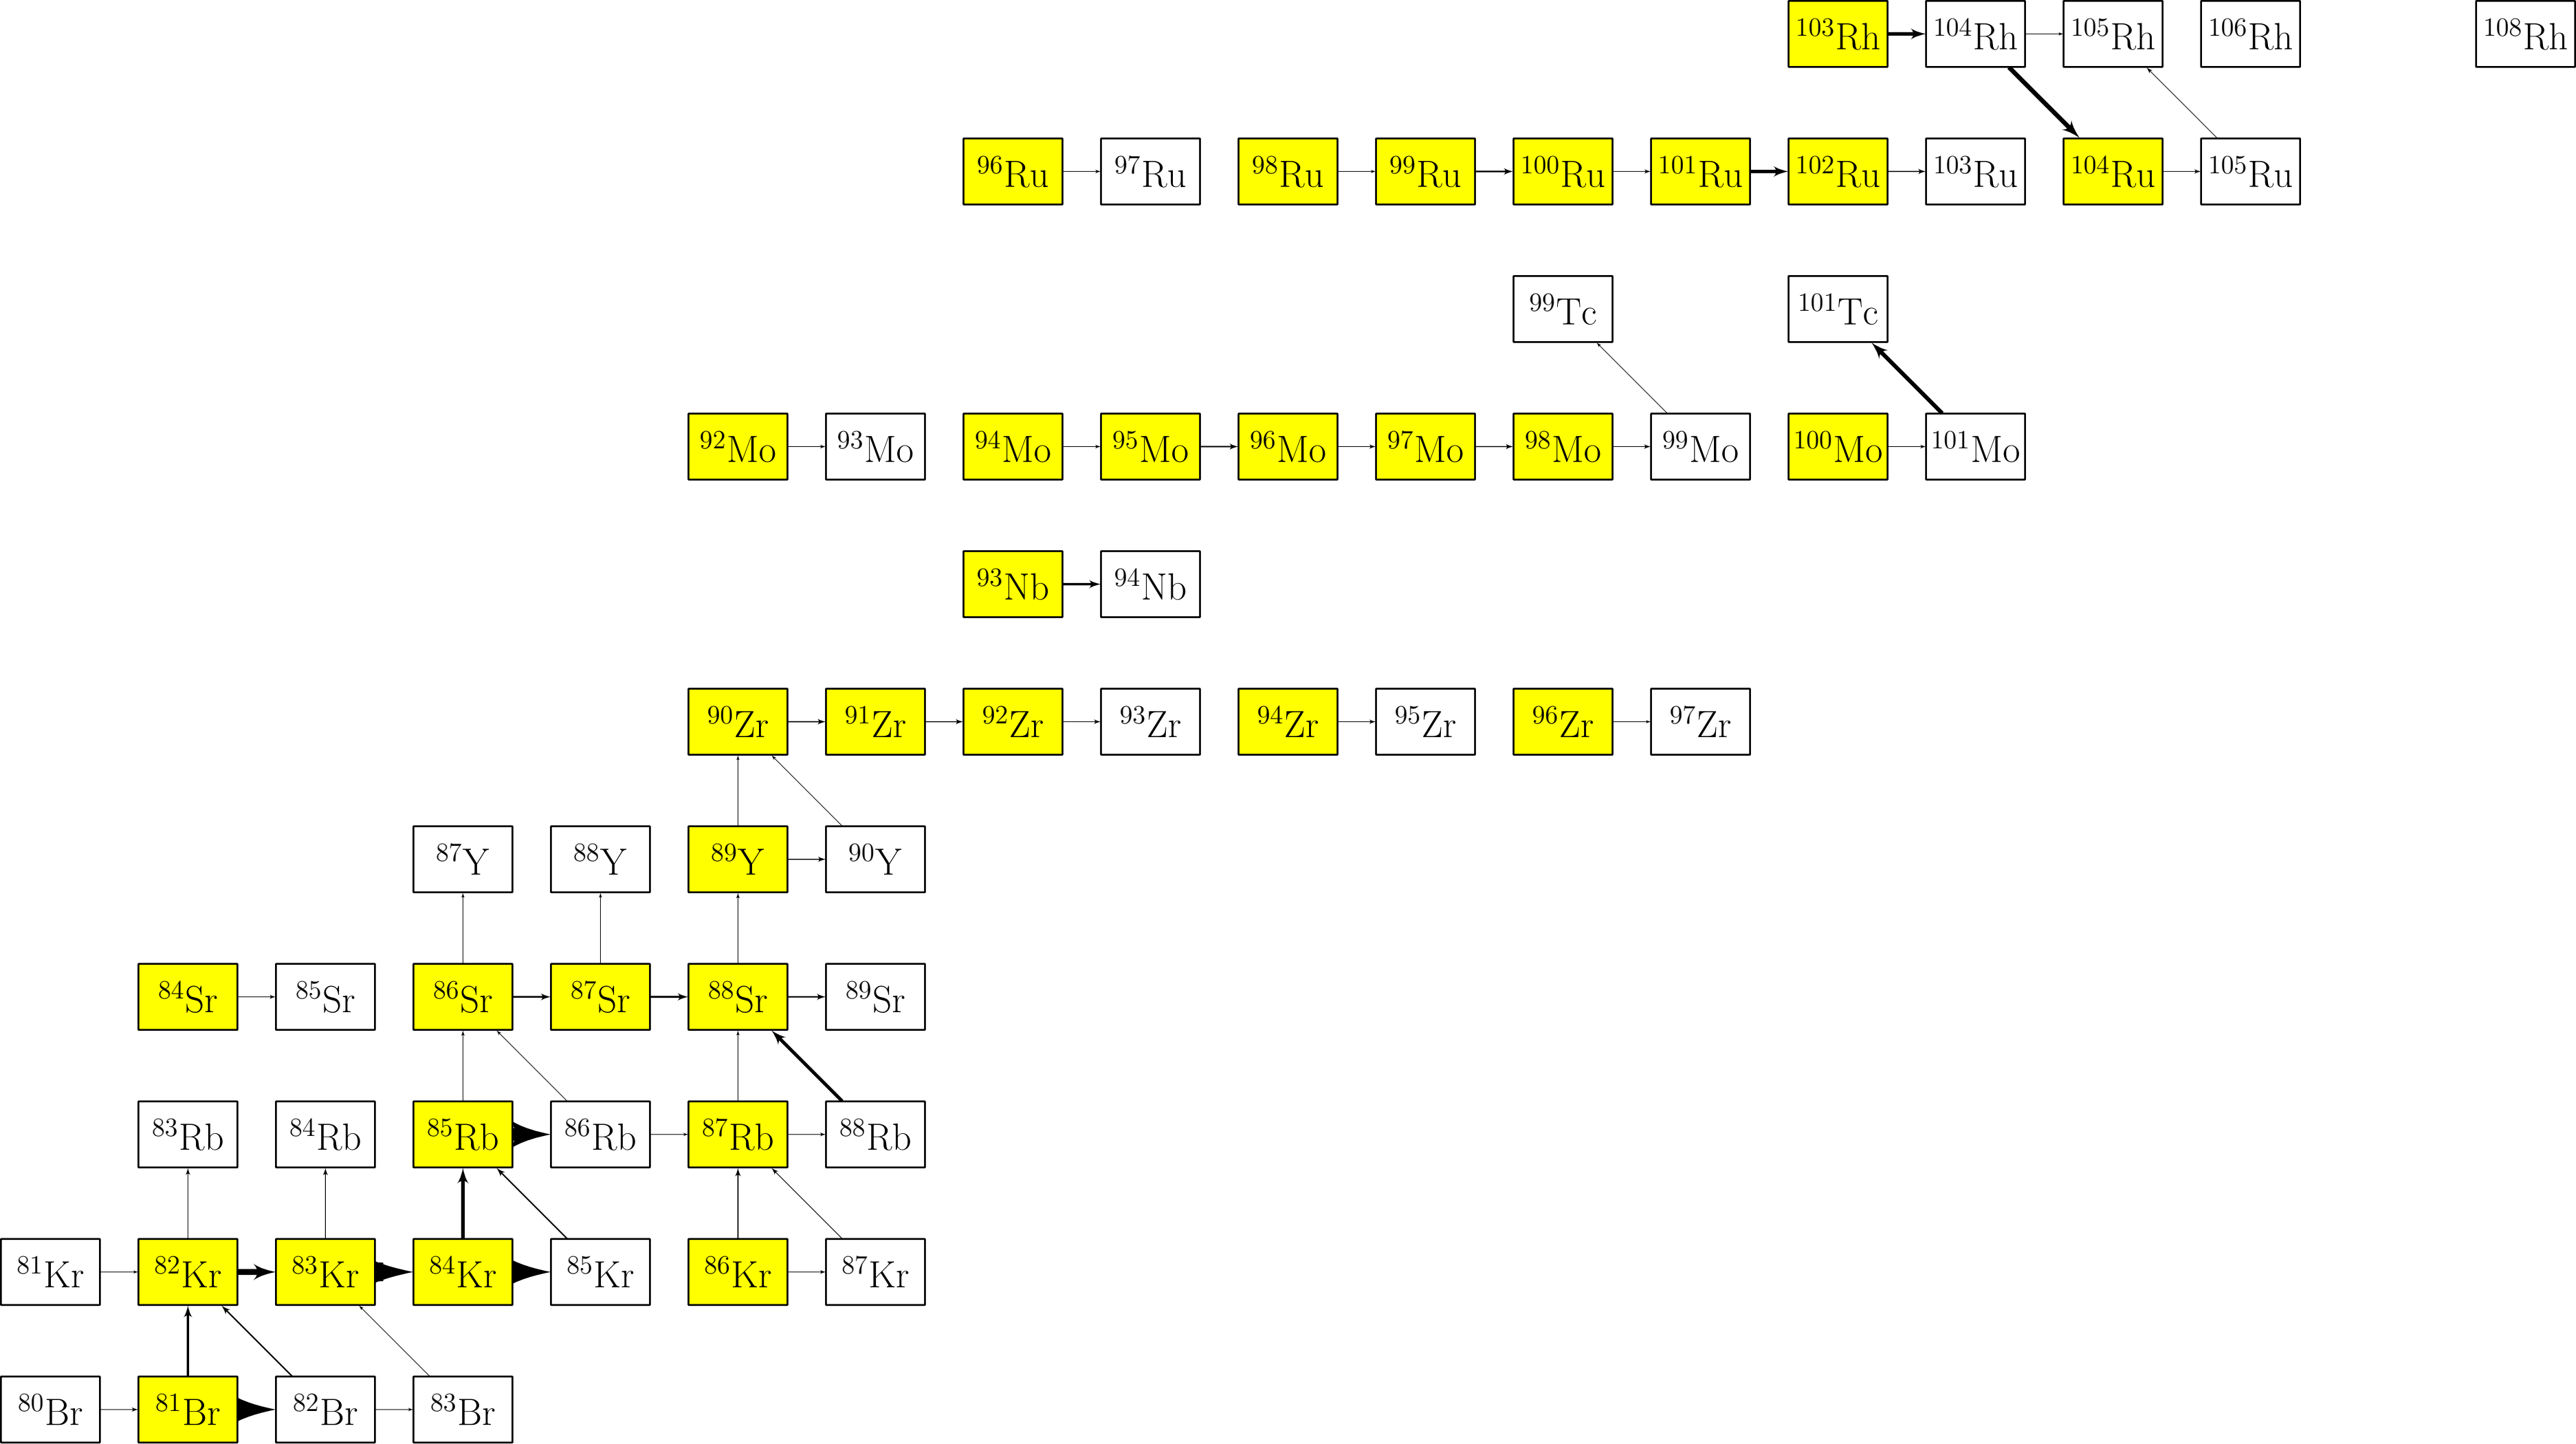 ¹⁰³Rh ¹⁰⁴Rh ¹⁰⁵Rh ¹⁰⁶Rh ¹⁰⁸Rh
⁹⁶Ru ⁹⁷Ru ⁹⁸Ru ⁹⁹Ru ¹⁰⁰Ru ¹⁰¹Ru ¹⁰²Ru ¹⁰³Ru ¹⁰⁴Ru ¹⁰⁵Ru
⁹⁹Tc ¹⁰¹Tc
⁹²Mo ⁹³Mo ⁹⁴Mo ⁹⁵Mo ⁹⁶Mo ⁹⁷Mo ⁹⁸Mo ⁹⁹Mo ¹⁰⁰Mo ¹⁰¹Mo
⁹³Nb ⁹⁴Nb
⁹⁰Zr ⁹¹Zr ⁹²Zr ⁹³Zr ⁹⁴Zr ⁹⁵Zr ⁹⁶Zr ⁹⁷Zr
⁸⁷Y ⁸⁸Y ⁸⁹Y ⁹⁰Y
⁸⁴Sr ⁸⁵Sr ⁸⁶Sr ⁸⁷Sr ⁸⁸Sr ⁸⁹Sr
⁸³Rb ⁸⁴Rb ⁸⁵Rb ⁸⁶Rb ⁸⁷Rb ⁸⁸Rb
⁸¹Kr ⁸²Kr ⁸³Kr ⁸⁴Kr ⁸⁵Kr ⁸⁶Kr ⁸⁷Kr
⁸⁰Br ⁸¹Br ⁸²Br ⁸³Br